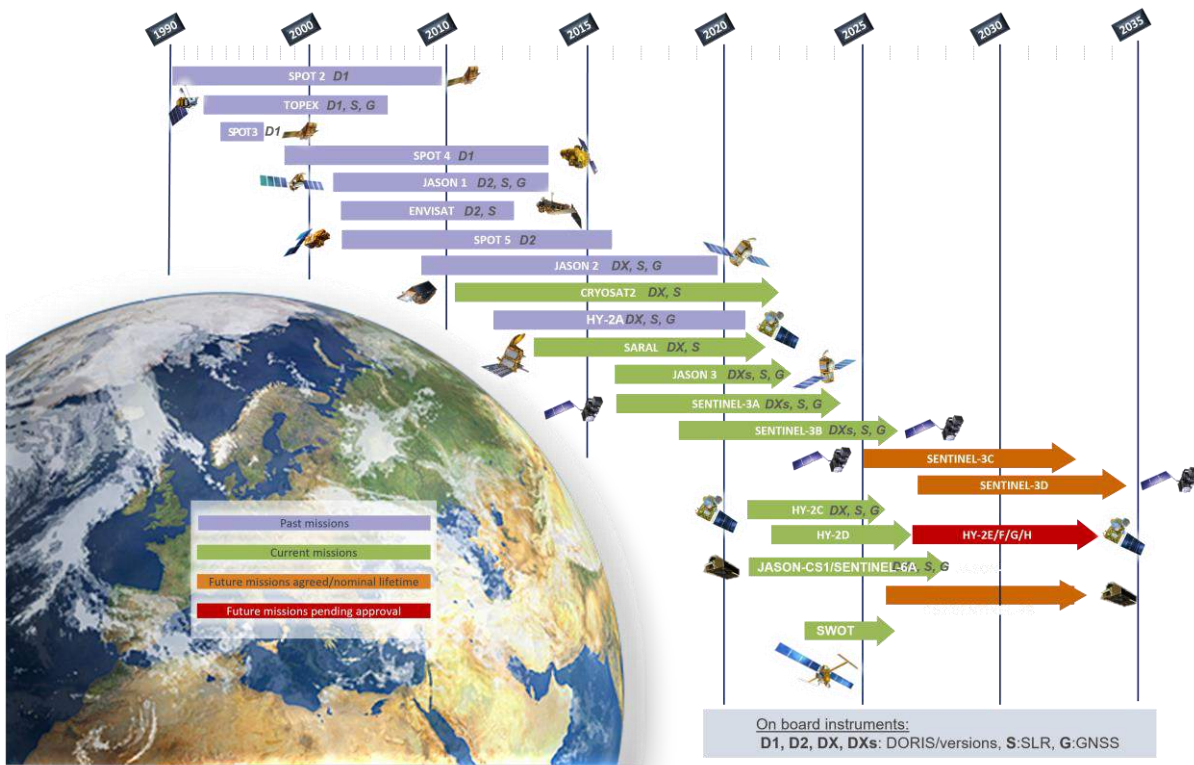 1990 2000 2010 2015 2020 2025 2030 2035
SPOT 2 D1
TOPEX D1, S, G
SPOT3 D1
SPOT 4 D1
JASON 1 D2, S, G
ENVISAT D2, S
SPOT 5 D2
JASON 2 DX, S, G
CRYOSAT2 DX, S
HY-2A DX, S, G
SARAL DX, S
JASON 3 DXs, S, G
SENTINEL-3A DXs, S, G
SENTINEL-3B DXs, S, G
SENTINEL-3C
SENTINEL-3D
HY-2C DX, S, G
HY-2D HY-2E/F/G/H
JASON-CS1/SENTINEL-6A S, G
SWOT
Past missions
Current missions
Future missions agreed/nominal lifetime
Future missions pending approval
On board instruments:
D1, D2, DX, DXs: DORIS/versions, S:SLR, G:GNSS